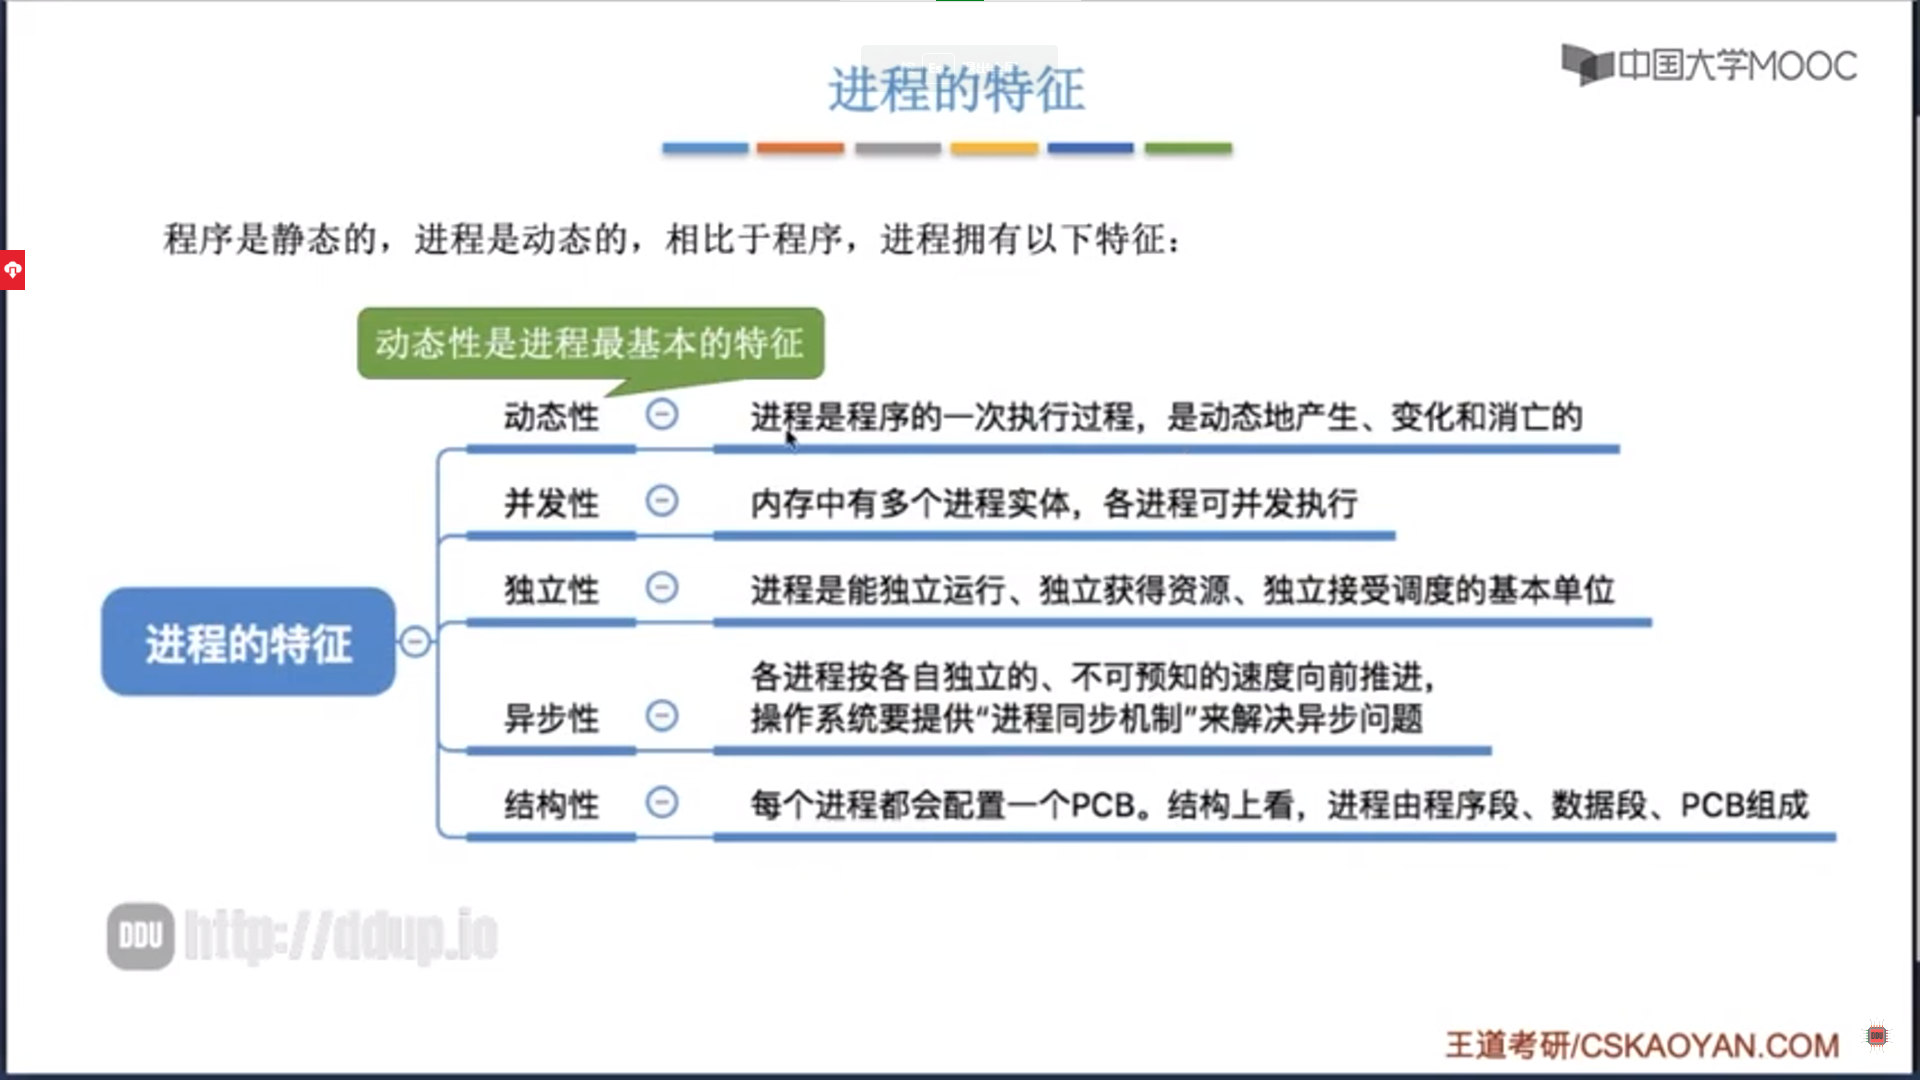 中国大学MOOC
进程的特征
程序是静态的，进程是动态的，相比于程序，进程拥有以下特征：
动态性是进程最基本的特征
动态性 进程是程序的一次执行过程，是动态地产生、变化和消亡的
并发性 内存中有多个进程实体，各进程可并发执行
独立性 进程是能独立运行、独立获得资源、独立接受调度的基本单位
进程的特征
各进程按各自独立的、不可预知的速度向前推进，
异步性 操作系统要提供“进程同步机制”来解决异步问题
结构性 每个进程都会配置一个PCB。结构上看，进程由程序段、数据段、PCB组成
DDU http://ddup.io
王道考研/CSKAOYAN.COM